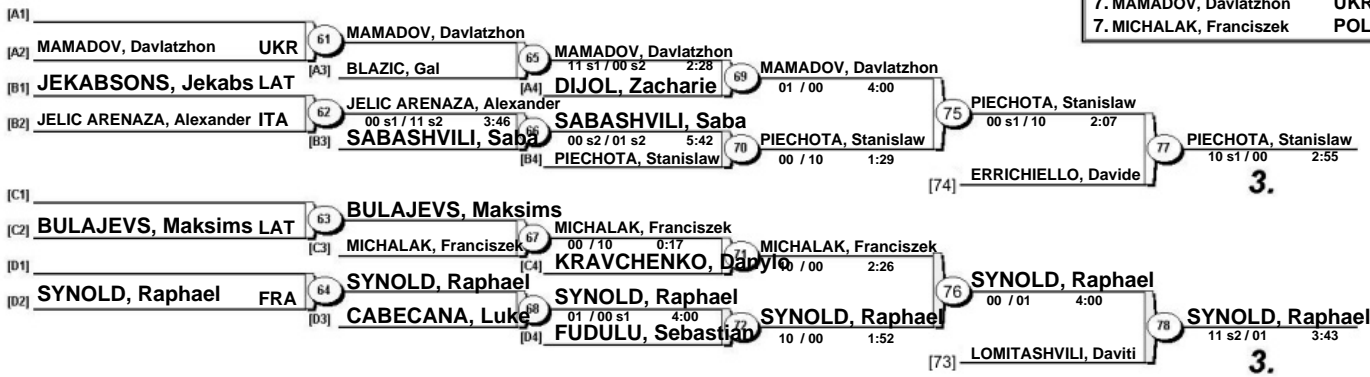 7. MAMADOV, Davlatzhon UKR
7. MICHALAK, Franciszek POL
[A1]
[A2] MAMADOV, Davlatzhon UKR
61 MAMADOV, Davlatzhon
[A3] BLAZIC, Gal
65 MAMADOV, Davlatzhon
11 s1 / 00 s2 2:28
[A4] DIJOL, Zacharie
69 MAMADOV, Davlatzhon
01 / 00 4:00
[B1] JEKABSONS, Jekabs LAT
[B2] JELIC ARENAZA, Alexander ITA
62 JELIC ARENAZA, Alexander
00 s1 / 11 s2 3:46
[B3] SABASHVILI, Saba
66 SABASHVILI, Saba
00 s2 / 01 s2 5:42
[B4] PIECHOTA, Stanislaw
70 PIECHOTA, Stanislaw
00 / 10 1:29
75 PIECHOTA, Stanislaw
00 s1 / 10 2:07
[74] ERRICHIELLO, Davide
77 PIECHOTA, Stanislaw
10 s1 / 00 2:55
3.
[C1]
[C2] BULAJEVS, Maksims LAT
63 BULAJEVS, Maksims
[C3] MICHALAK, Franciszek
67 MICHALAK, Franciszek
00 / 10 0:17
[C4] KRAVCHENKO, Danylo
71 MICHALAK, Franciszek
10 / 00 2:26
[D1]
[D2] SYNOLD, Raphael FRA
64 SYNOLD, Raphael
[D3] CABECANA, Luke
68 SYNOLD, Raphael
01 / 00 s1 4:00
[D4] FUDULU, Sebastian
72 SYNOLD, Raphael
10 / 00 1:52
76 SYNOLD, Raphael
00 / 01 4:00
[73] LOMITASHVILI, Daviti
78 SYNOLD, Raphael
11 s2 / 01 3:43
3.